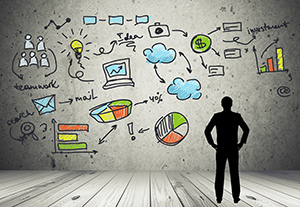 Idea
investment
$
teamwork
mail
40%
@
search
!